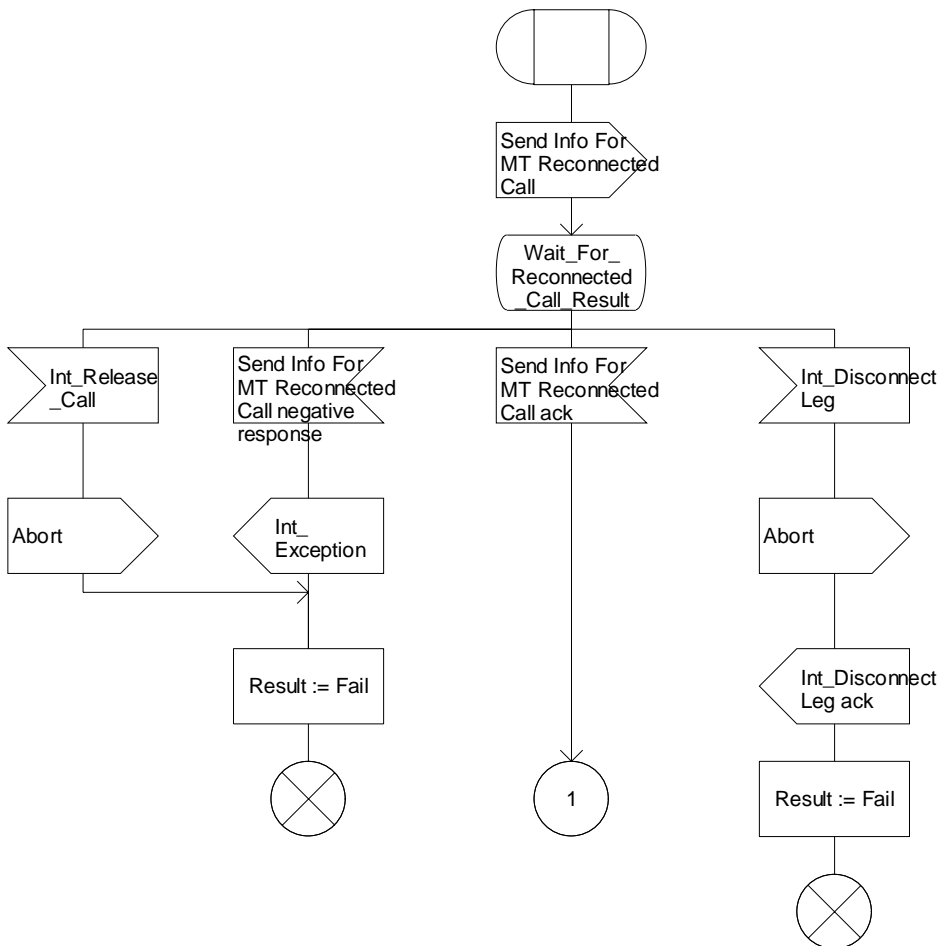 Send Info For
MT Reconnected
Call
Wait_For_
Reconnected
_Call_Result
Int_Release
_Call
Send Info For
MT Reconnected
Call negative
response
Send Info For
MT Reconnected
Call ack
Int_Disconnect
Leg
Abort
Int_
Exception
Abort
Result := Fail
Int_Disconnect
Leg ack
1
Result := Fail